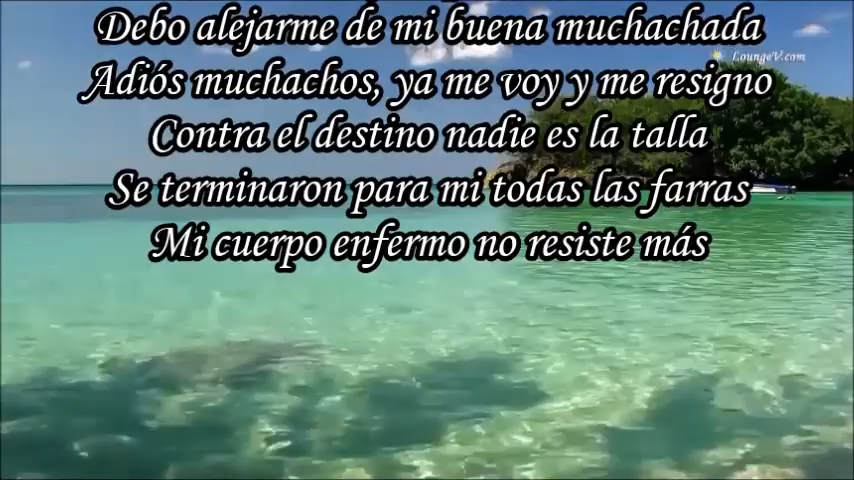 Debo alejarme de mi buena muchachada
LoungeV.com
Adiós muchachos, ya me voy y me resigno
Contra el destino nadie es la talla
Se terminaron para mi todas las farras
Mi cuerpo enfermo no resiste más